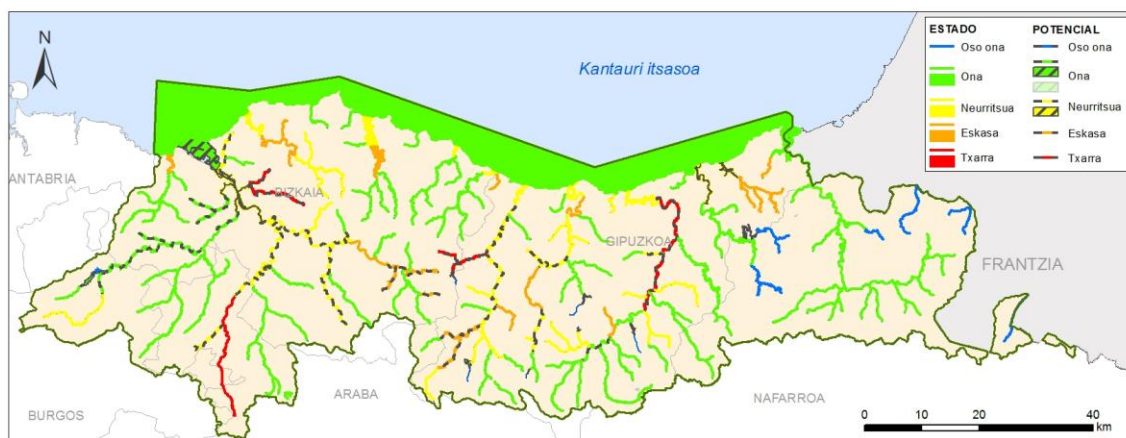 N
Kantauri itsasoa
ESTADO
POTENCIAL
Oso ona
Oso ona
Ona
Ona
Neurritsua
Neurritsua
Eskasa
Eskasa
Txarra
Txarra
ANTABRIA
BIZKAIA
GIPUZKOA
FRANTZIA
ARABA
NAFARROA
BURGOS
0 10 20 40
km